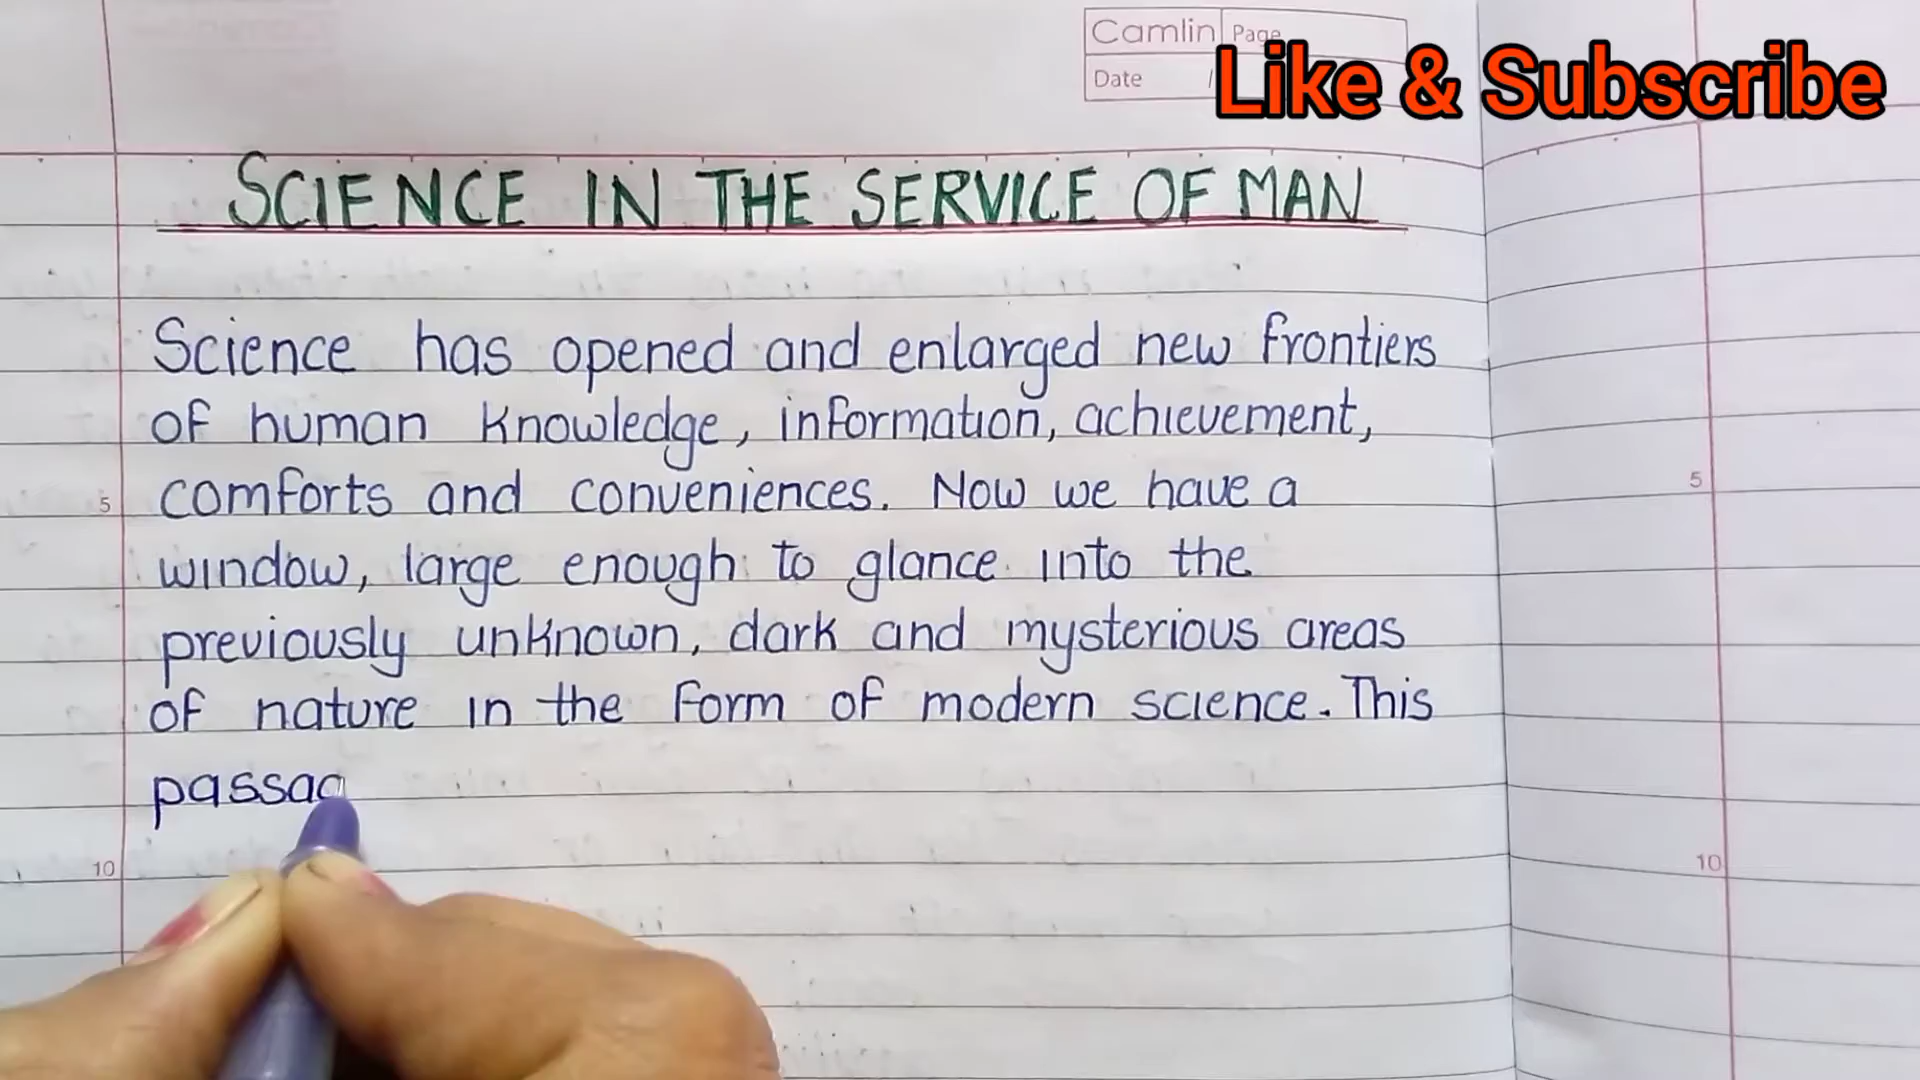 Camlin Page
Date /
Like & Subscribe
SCIENCE IN THE SERVICE OF MAN
Science has opened and enlarged new frontiers
of human knowledge, information, achievement,
5 comforts and conveniences. Now we have a
window, large enough to glance into the
previously unknown, dark and mysterious areas
of nature in the form of modern science. This
passag
10
5
10